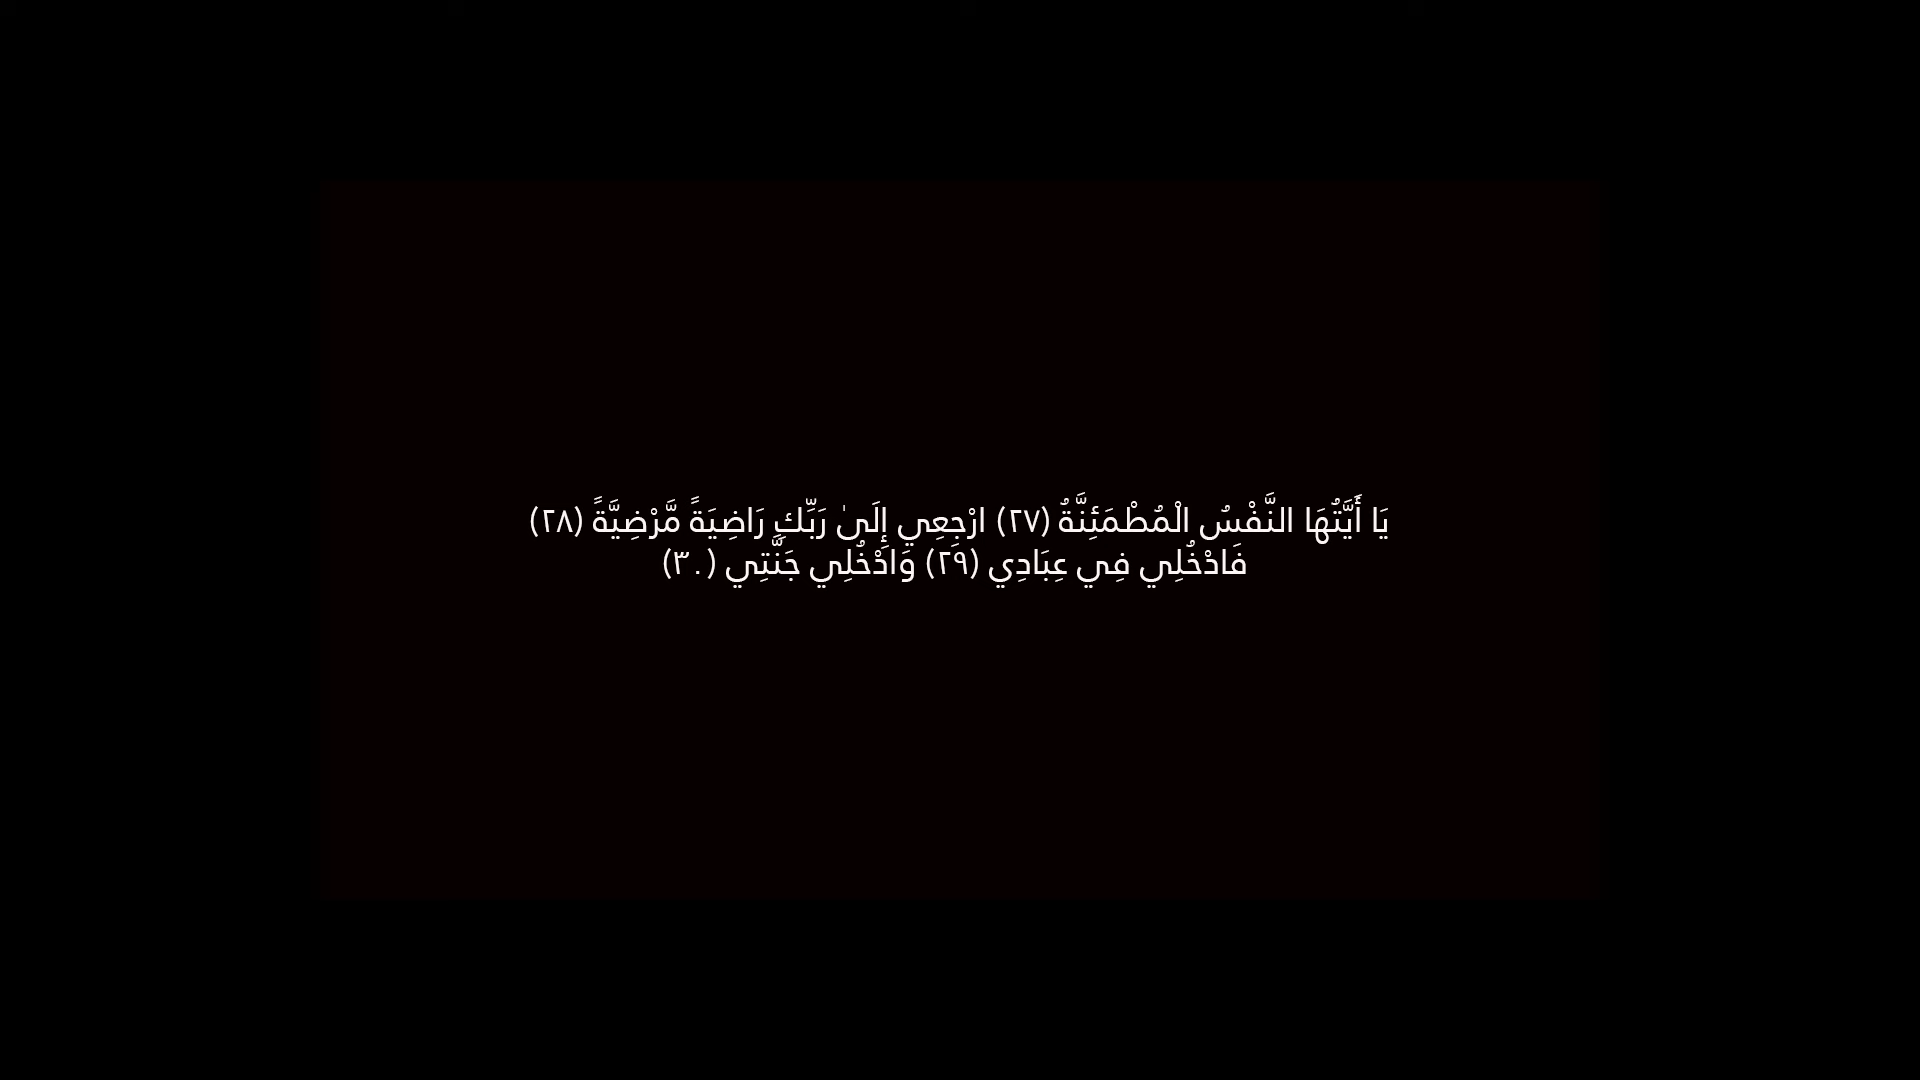 يَا أَيَّتُهَا النَّفْسُ الْمُطْمَئِنَّةُ (٢٧) ارْجِعِي إِلَىٰ رَبِّكِ رَاضِيَةً مَّرْضِيَّةً (٢٨)
فَادْخُلِي فِي عِبَادِي (٢٩) وَادْخُلِي جَنَّتِي (٣٠)